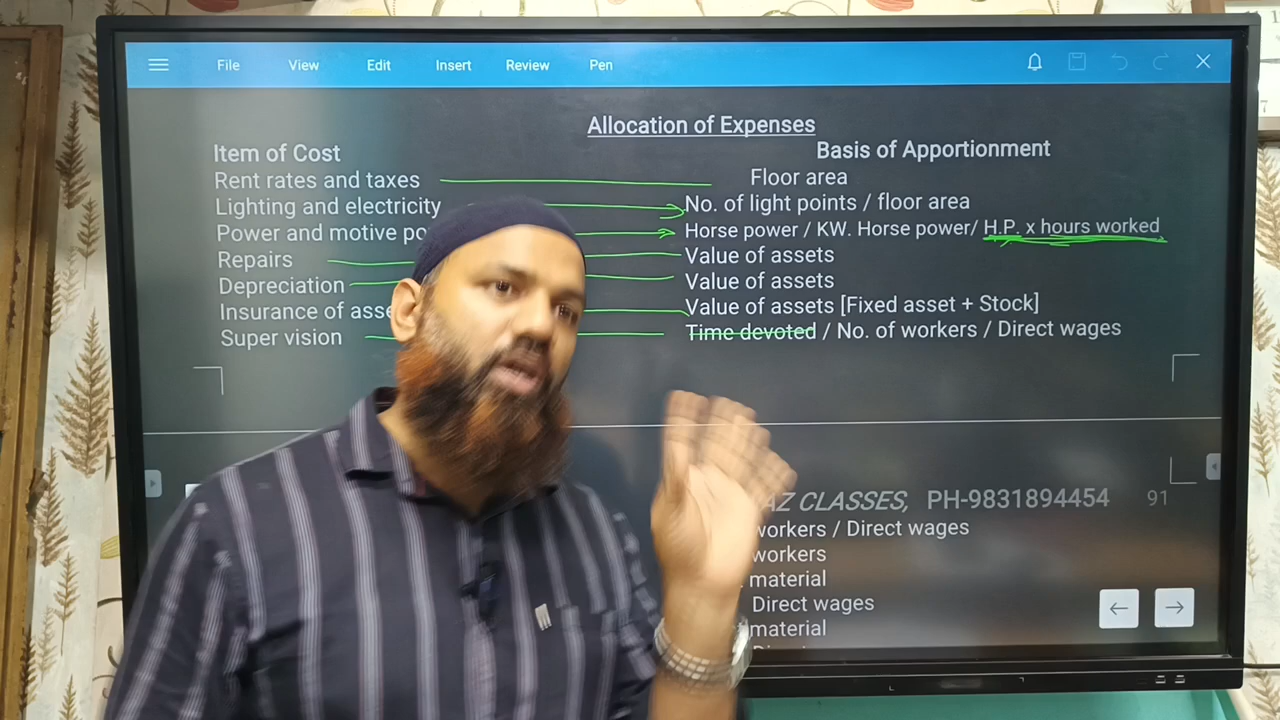 File View Edit Insert Review Pen
Allocation of Expenses
Item of Cost Basis of Apportionment
Rent rates and taxes Floor area
Lighting and electricity No. of light points / floor area
Power and motive Horse power / KW. Horse power/ H.P. x hours worked
Repairs Value of assets
Depreciation Value of assets
Insurance of Value of assets [Fixed asset + Stock]
Super vision Time devoted / No. of workers / Direct wages
CLASSES, PH-9831894454 91
workers / Direct wages
workers
material
Direct wages
material